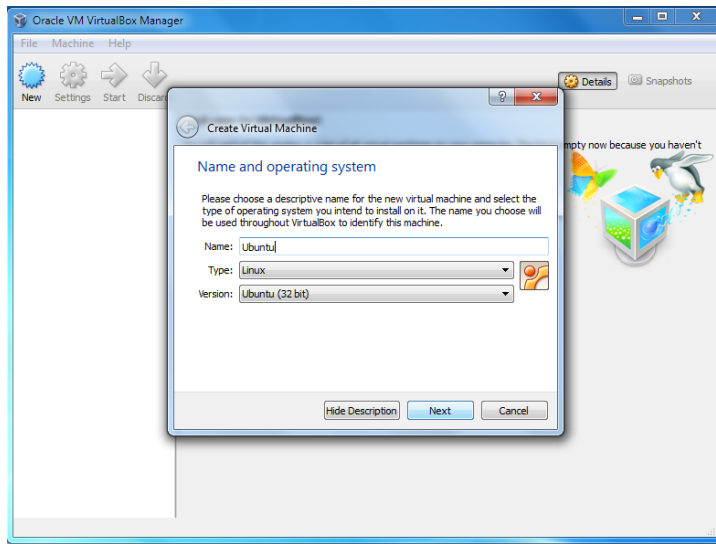 Oracle VM VirtualBox Manager
File Machine Help
New Settings Start Discar
Details Snapshots
Create Virtual Machine
mpty now because you haven't
Name and operating system
Please choose a descriptive name for the new virtual machine and select the
type of operating system you intend to install on it. The name you choose will
be used throughout VirtualBox to identify this machine.
Name: Ubuntu
Type: Linux
Version: Ubuntu (32 bit)
Hide Description Next Cancel